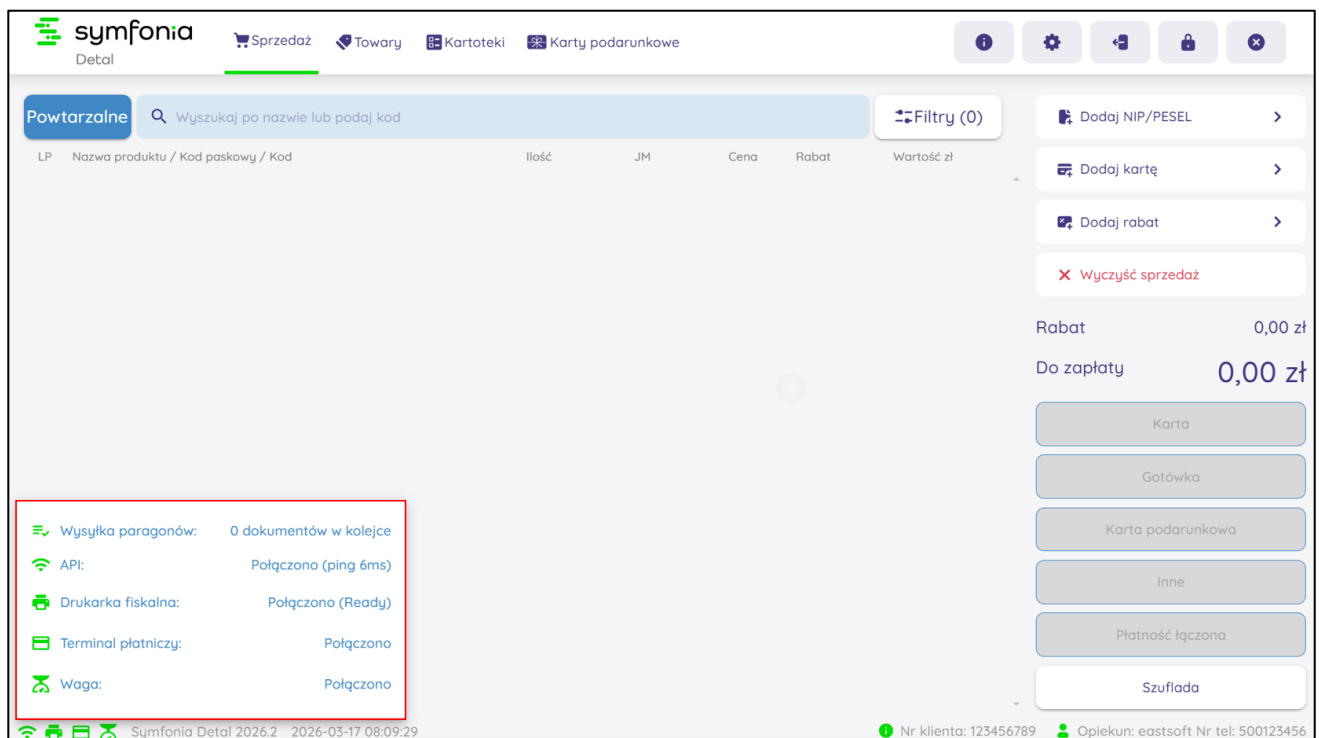 symfonia
Detal
Sprzedaż
Towary
Kartoteki
Karty podarunkowe
Powtarzalne
Wyszukaj po nazwie lub podaj kod
Filtry (0)
LP Nazwa produktu / Kod paskowy / Kod Ilość JM Cena Rabat Wartość zł
Dodaj NIP/PESEL
Dodaj kartę
Dodaj rabat
Wyczyść sprzedaż
Rabat 0,00 zł
Do zapłaty 0,00 zł
Karta
Gotówka
Karta podarunkowa
Inne
Płatność łączona
Szuflada
Wysyłka paragonów: 0 dokumentów w kolejce
API: Połączono (ping 6ms)
Drukarka fiskalna: Połączono (Ready)
Terminal płatniczy: Połączono
Waga: Połączono
Symfonia Detal 2026.2 2026-03-17 08:09:29 Nr klienta: 123456789 Opiekun: eastsoft Nr tel: 500123456